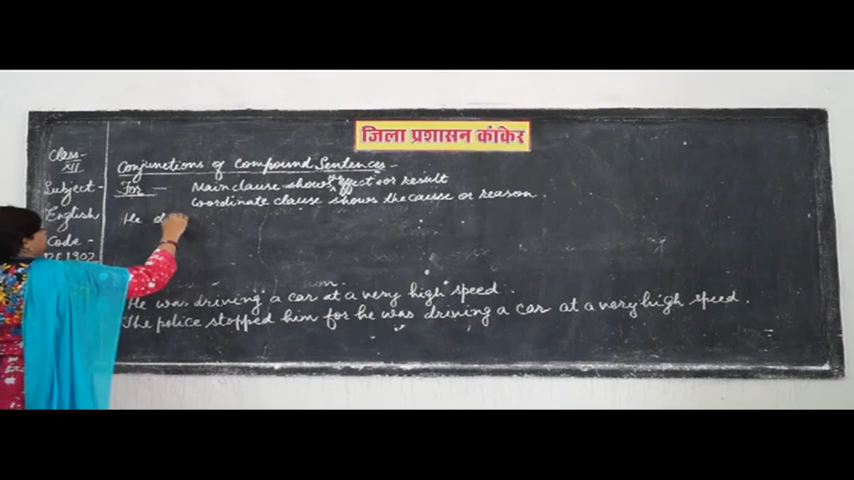 जिला प्रशासन कांकेर
Class-
XII
Subject-
English
Code -
Conjunctions of Compound Sentences -
For - Main clause shows the effect or result
Coordinate clause shows the cause or reason.
He d
He was driving a car at a very high speed.
The police stopped him for he was driving a car at a very high speed.